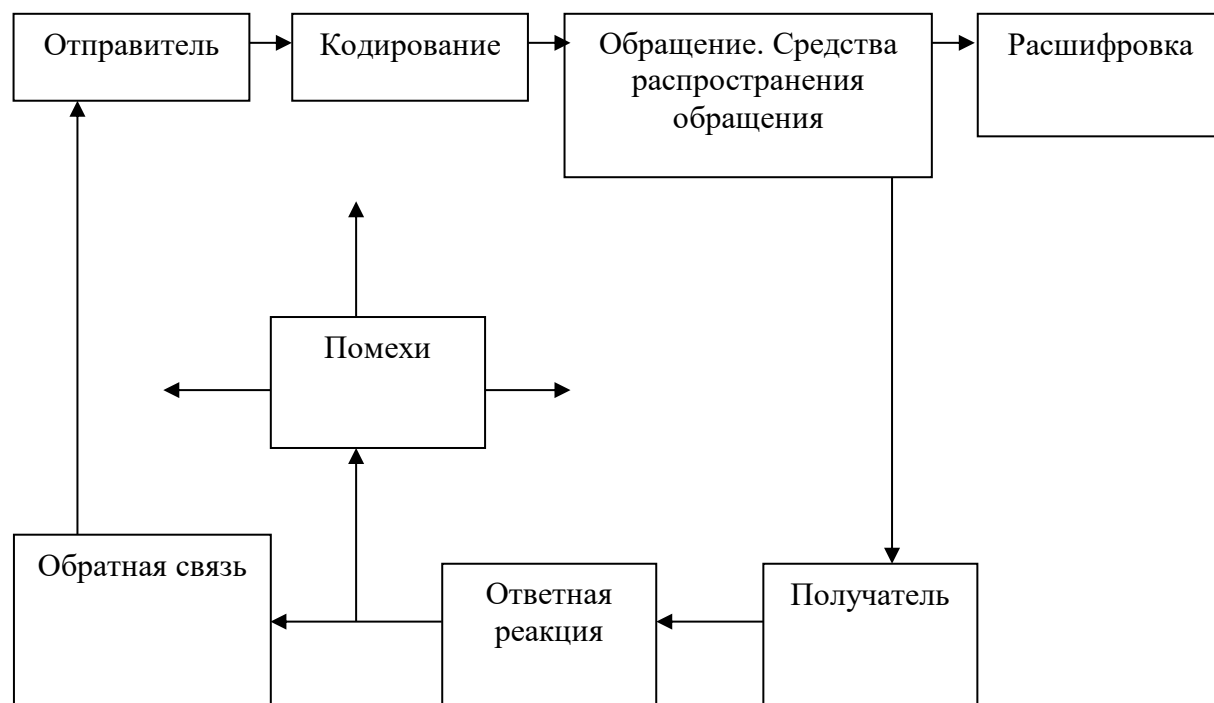 Отправитель
Кодирование
Обращение. Средства
распространения
обращения
Расшифровка
Помехи
Обратная связь
Ответная
реакция
Получатель